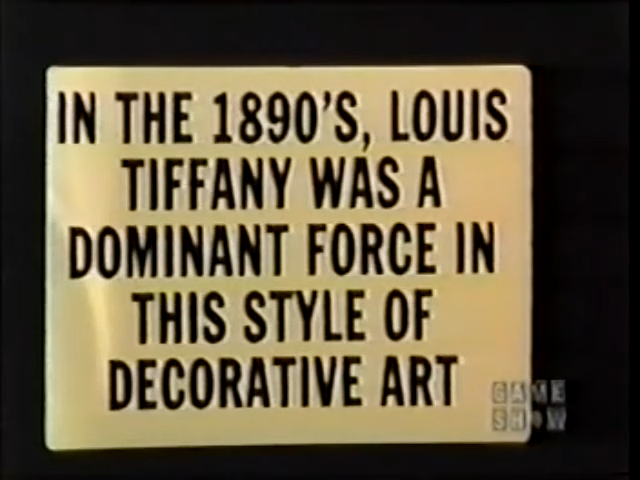 IN THE 1890'S, LOUIS
TIFFANY WAS A
DOMINANT FORCE IN
THIS STYLE OF
DECORATIVE ART
GAME
SHOW